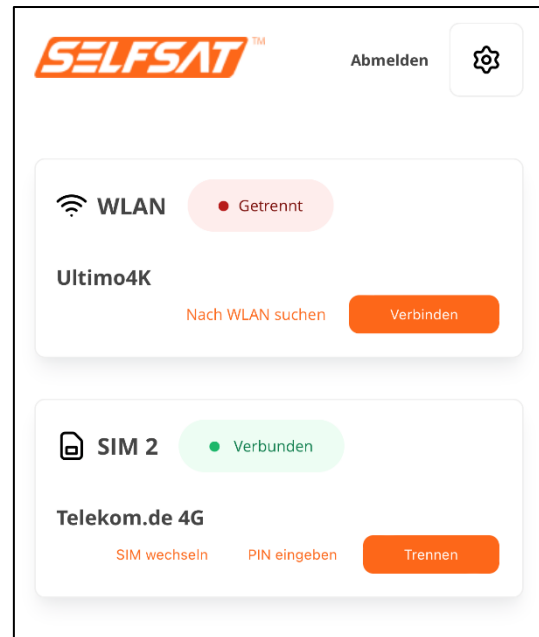 SELFSAT™
Abmelden
WLAN
Getrennt
Ultimo4K
Nach WLAN suchen
Verbinden
SIM 2
Verbunden
Telekom.de 4G
SIM wechseln
PIN eingeben
Trennen